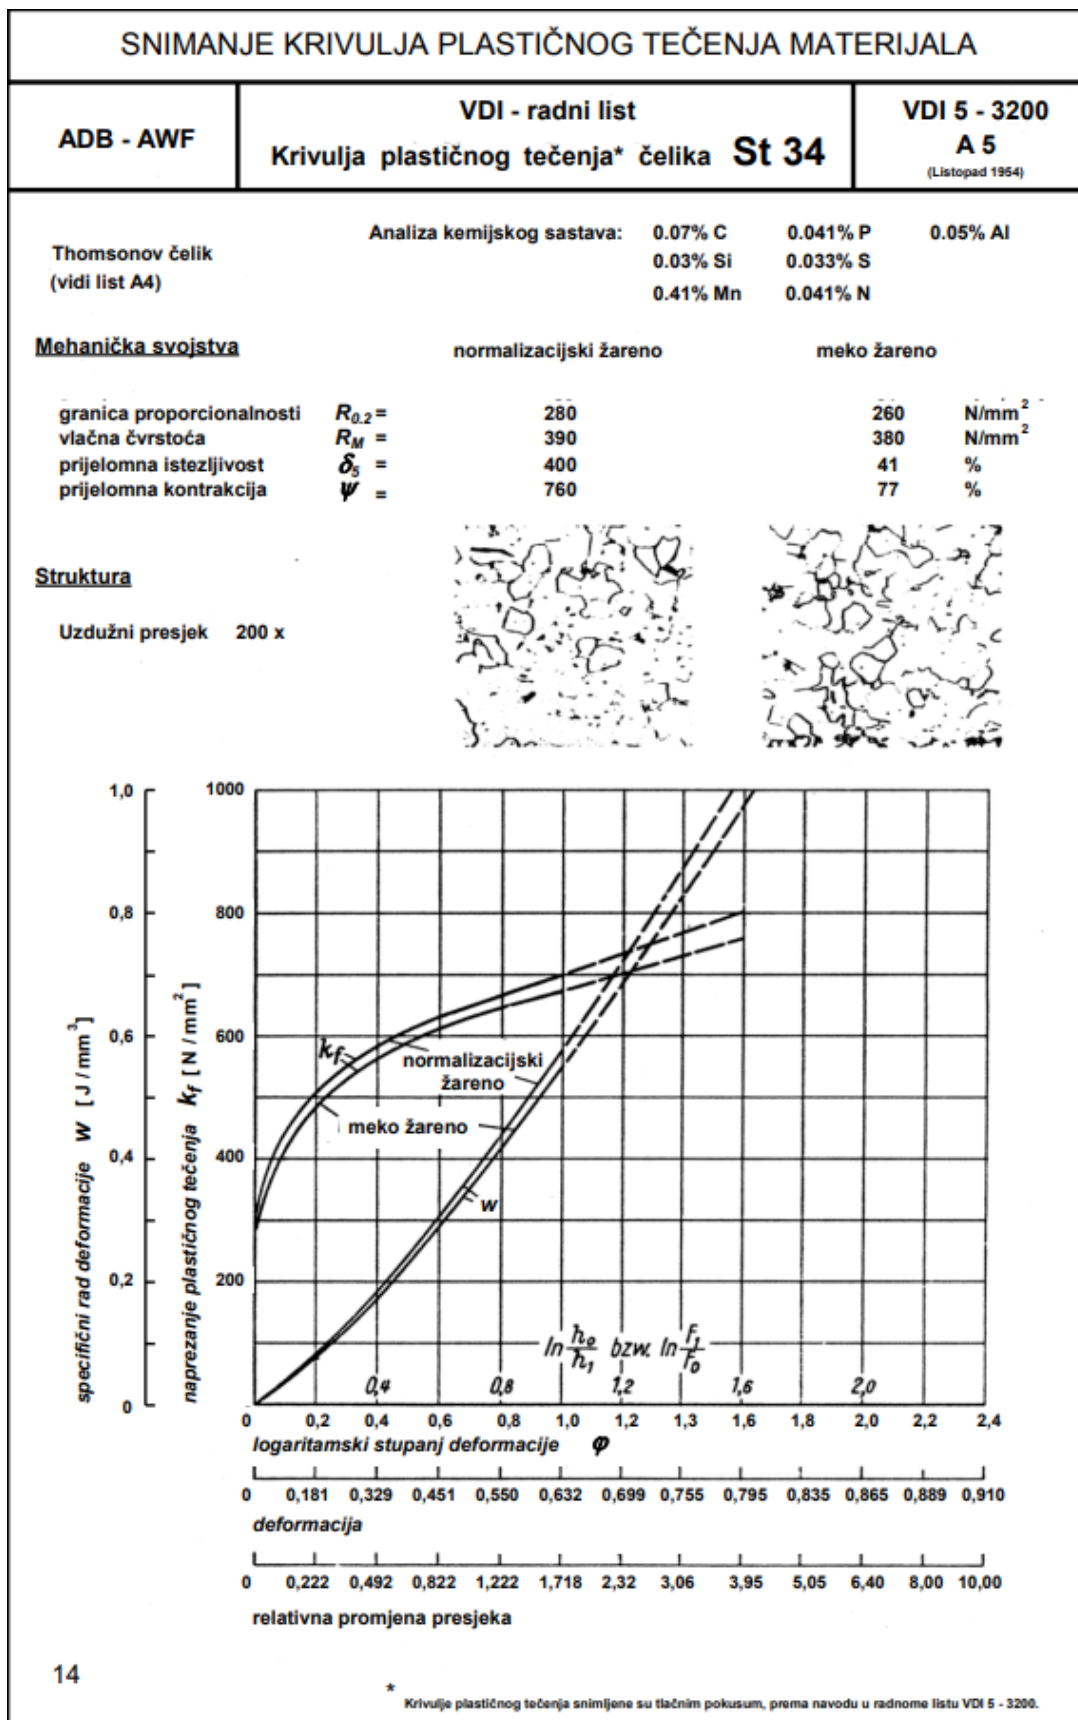 SNIMANJE KRIVULJA PLASTIČNOG TEČENJA MATERIJALA
ADB - AWF
VDI - radni list
Krivulja plastičnog tečenja* čelika St 34
VDI 5 - 3200
A 5
(Listopad 1954)
Thomsonov čelik
(vidi list A4)
Analiza kemijskog sastava: 0.07% C 0.041% P 0.05% Al
0.03% Si 0.033% S
0.41% Mn 0.041% N
Mehanička svojstva normalizacijski žareno meko žareno
granica proporcionalnosti R0.2 = 280 260 N/mm²
vlačna čvrstoća RM = 390 380 N/mm²
prijelomna istezljivost δ5 = 400 41 %
prijelomna kontrakcija ψ = 760 77 %
Struktura
Uzdužni presjek 200 x
specifični rad deformacije w [ J / mm³ ]
1,0
0,8
0,6
0,4
0,2
0
naprezanje plastičnog tečenja kf [ N / mm² ]
1000
800
600
400
200
kf
normalizacijski
žareno
meko žareno
w
ln h₀/h₁ bzw. ln F₁/F₀
0,4 0,8 1,2 1,6 2,0
0 0,2 0,4 0,6 0,8 1,0 1,2 1,3 1,6 1,8 2,0 2,2 2,4
logaritamski stupanj deformacije φ
0 0,181 0,329 0,451 0,550 0,632 0,699 0,755 0,795 0,835 0,865 0,889 0,910
deformacija
0 0,222 0,492 0,822 1,222 1,718 2,32 3,06 3,95 5,05 6,40 8,00 10,00
relativna promjena presjeka
14
* Krivulje plastičnog tečenja snimljene su tlačnim pokusum, prema navodu u radnome listu VDI 5 - 3200.